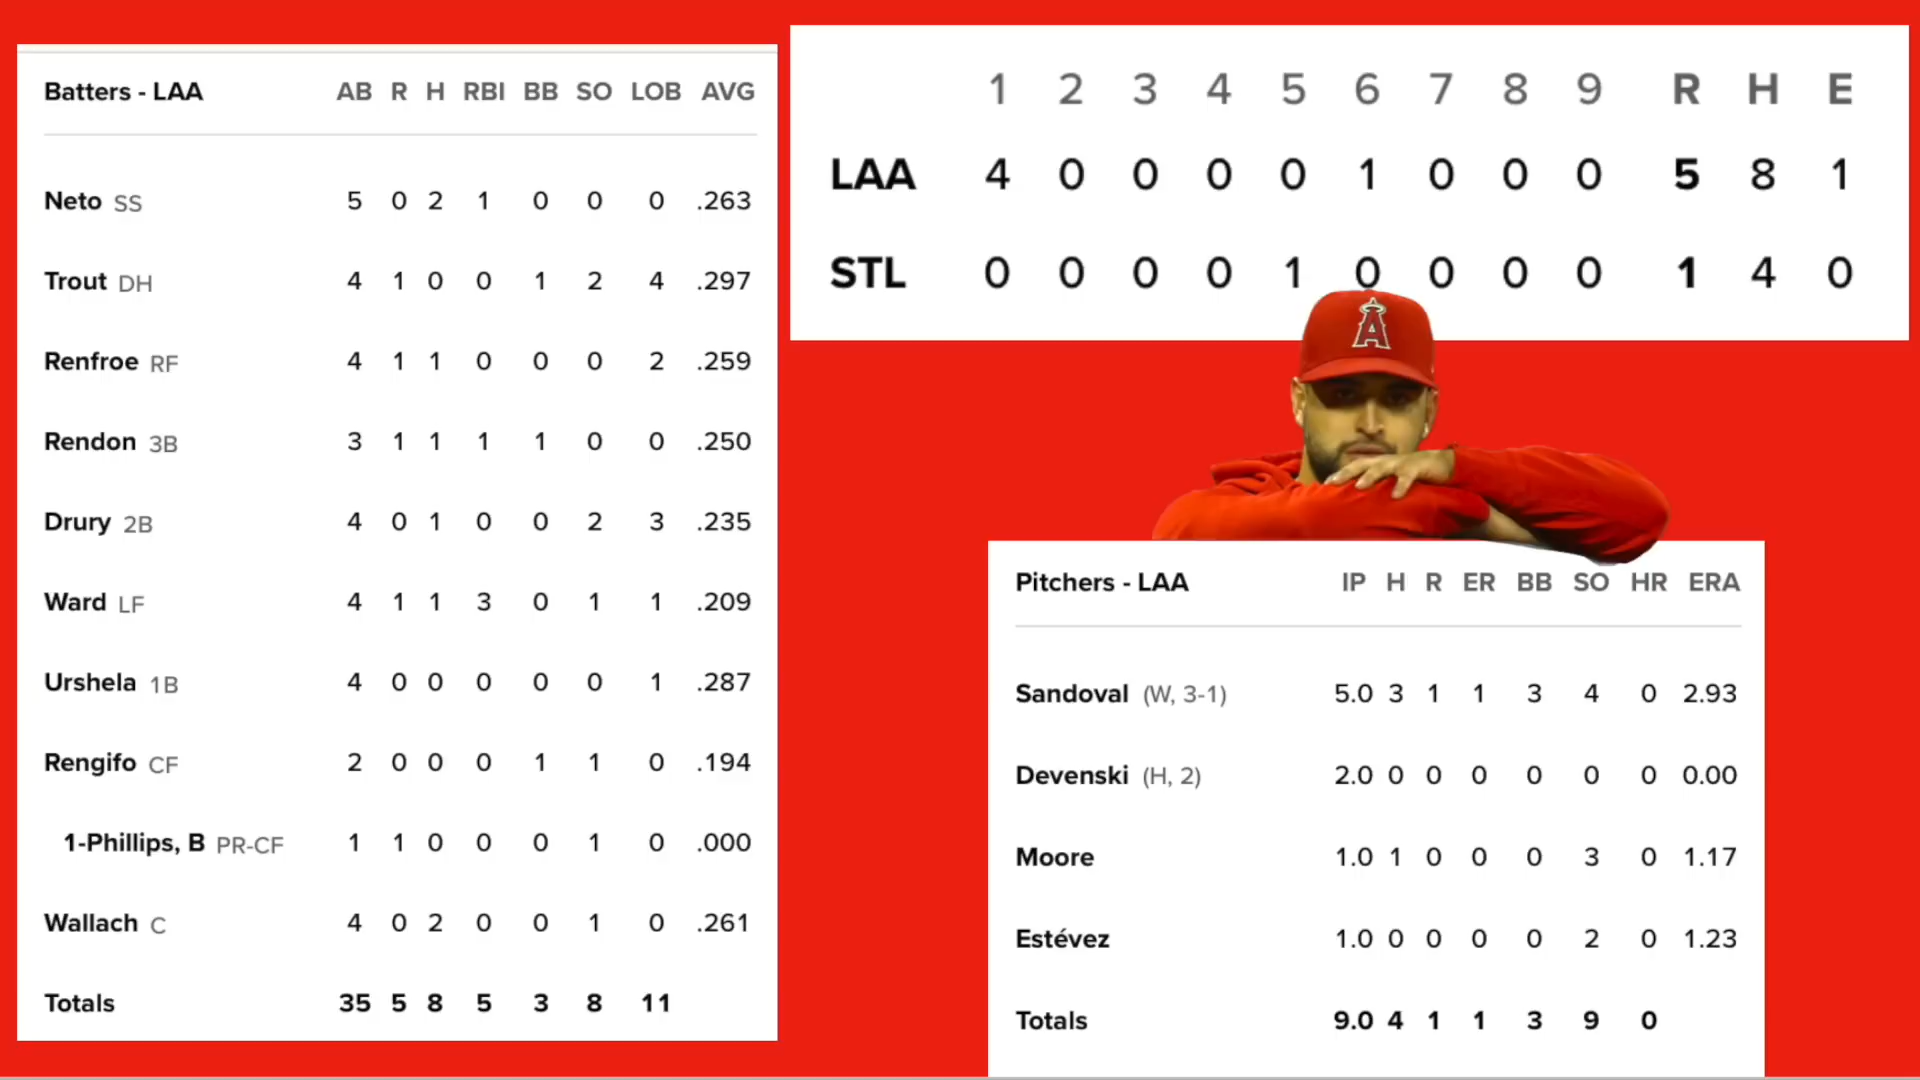 Batters - LAA AB R H RBI BB SO LOB AVG
Neto SS 5 0 2 1 0 0 0 .263
Trout DH 4 1 0 0 1 2 4 .297
Renfroe RF 4 1 1 0 0 0 2 .259
Rendon 3B 3 1 1 1 1 0 0 .250
Drury 2B 4 0 1 0 0 2 3 .235
Ward LF 4 1 1 3 0 1 1 .209
Urshela 1B 4 0 0 0 0 0 1 .287
Rengifo CF 2 0 0 0 1 1 0 .194
1-Phillips, B PR-CF 1 1 0 0 0 1 0 .000
Wallach C 4 0 2 0 0 1 0 .261
Totals 35 5 8 5 3 8 11
1 2 3 4 5 6 7 8 9 R H E
LAA 4 0 0 0 0 1 0 0 0 5 8 1
STL 0 0 0 0 1 0 0 0 0 1 4 0
A
Pitchers - LAA IP H R ER BB SO HR ERA
Sandoval (W, 3-1) 5.0 3 1 1 3 4 0 2.93
Devenski (H, 2) 2.0 0 0 0 0 0 0 0.00
Moore 1.0 1 0 0 0 3 0 1.17
Estévez 1.0 0 0 0 0 2 0 1.23
Totals 9.0 4 1 1 3 9 0